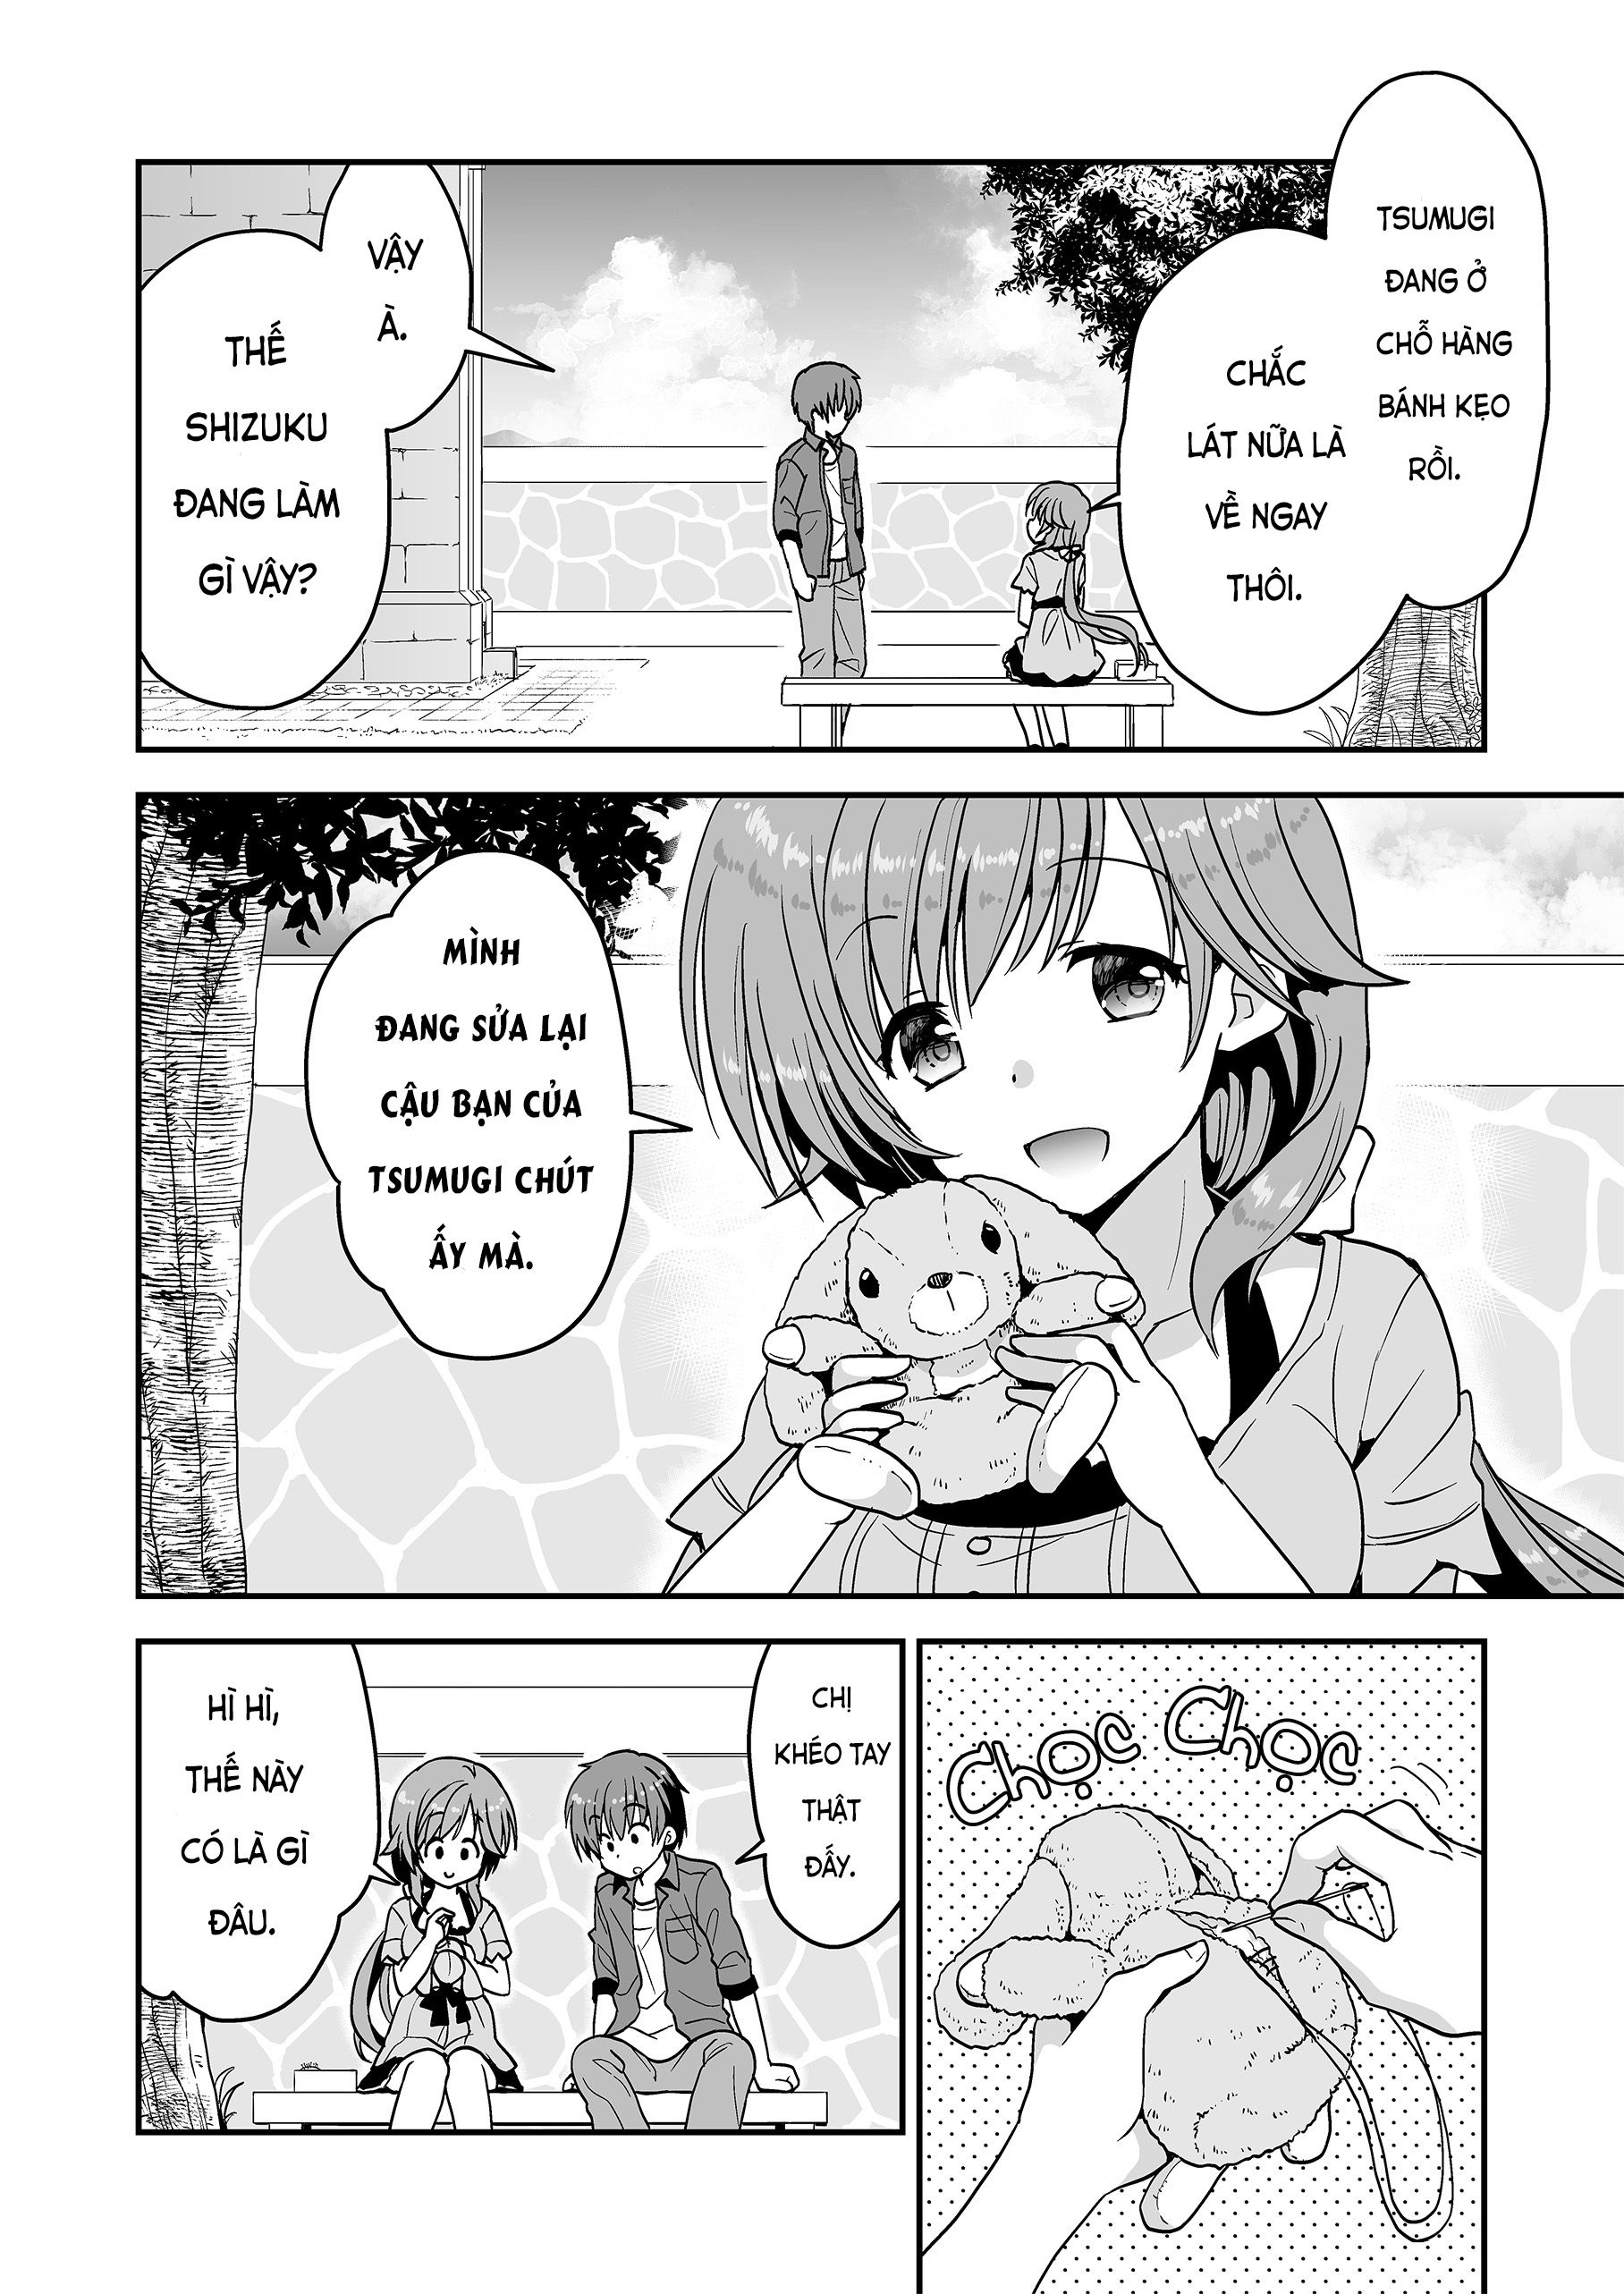 TSUMUGI
ĐANG Ở
CHỖ HÀNG
BÁNH KẸO
RỒI.
CHẮC
LÁT NỮA LÀ
VỀ NGAY
THÔI.
VẬY
À.
THẾ
SHIZUKU
ĐANG LÀM
GÌ VẬY?
MÌNH
ĐANG SỬA LẠI
CẬU BẠN CỦA
TSUMUGI CHÚT
ẤY MÀ.
Chọc Chọc
CHỊ
KHÉO TAY
THẬT
ĐẤY.
HÌ HÌ,
THẾ NÀY
CÓ LÀ GÌ
ĐÂU.